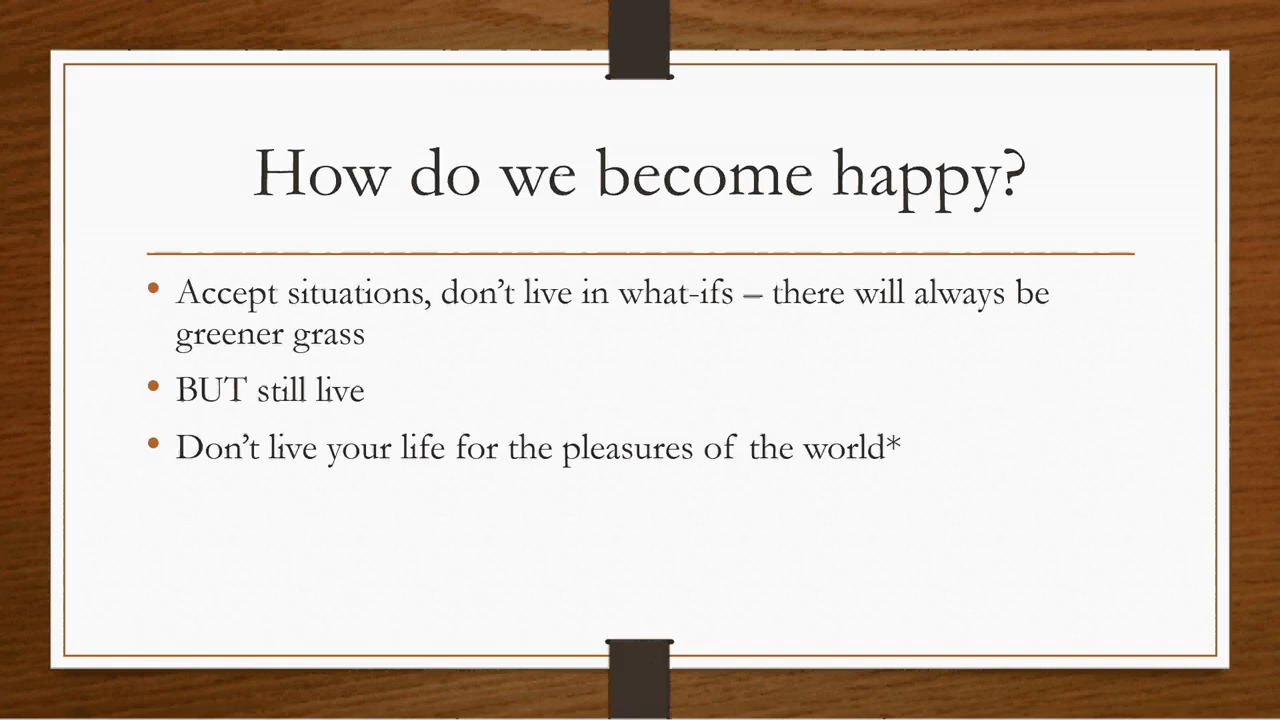 How do we become happy?
• Accept situations, don’t live in what-ifs – there will always be
greener grass
• BUT still live
• Don’t live your life for the pleasures of the world*